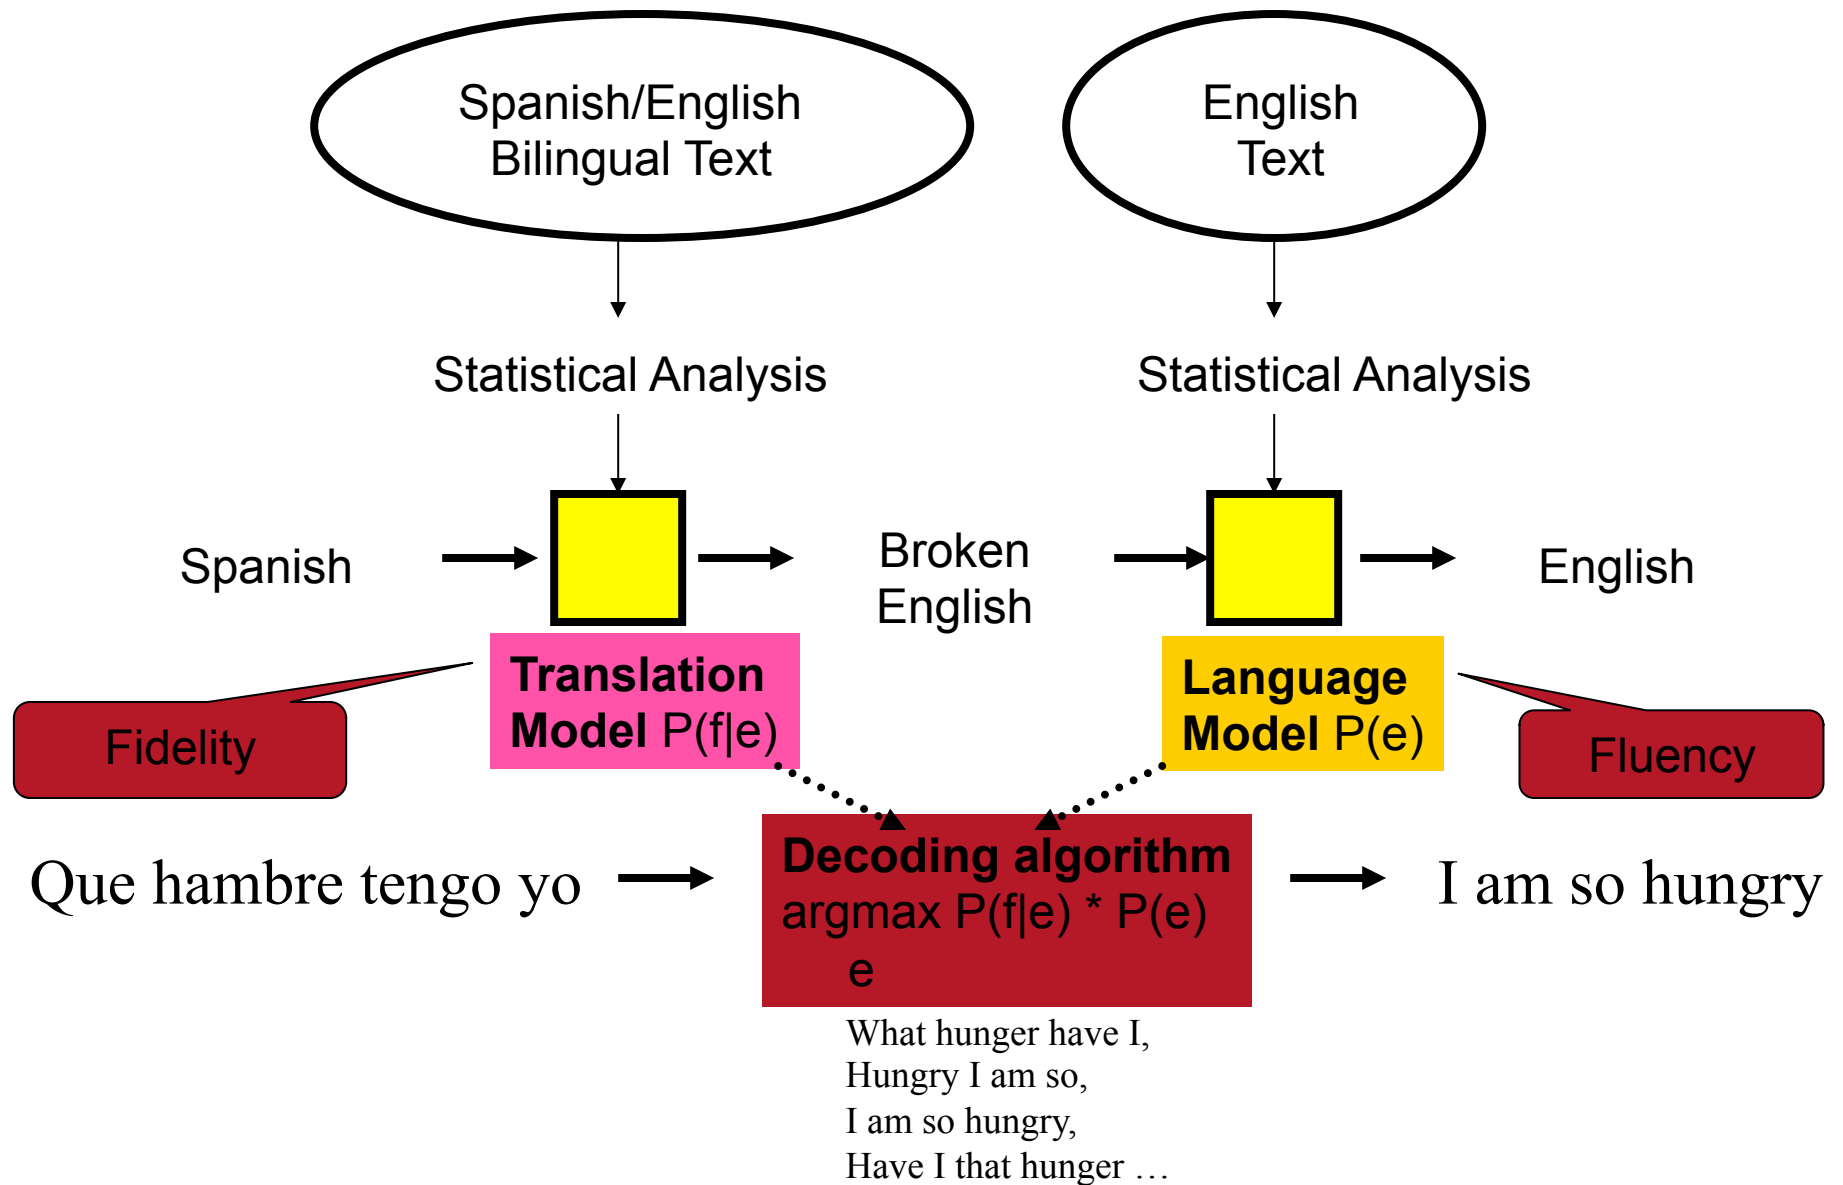 Spanish/English
Bilingual Text
English
Text
Statistical Analysis
Statistical Analysis
Spanish
Broken
English
English
Translation
Model P(f|e)
Language
Model P(e)
Fidelity
Fluency
Que hambre tengo yo
Decoding algorithm
argmax P(f|e) * P(e)
e
I am so hungry
What hunger have I,
Hungry I am so,
I am so hungry,
Have I that hunger …